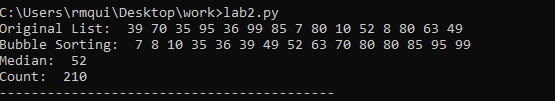 C:\Users\rmqui\Desktop\work>lab2.py
Original List:  39 70 35 95 36 99 85 7 80 10 52 8 80 63 49
Bubble Sorting:  7 8 10 35 36 39 49 52 63 70 80 80 85 95 99
Median:  52
Count:  210
------------------------------------------